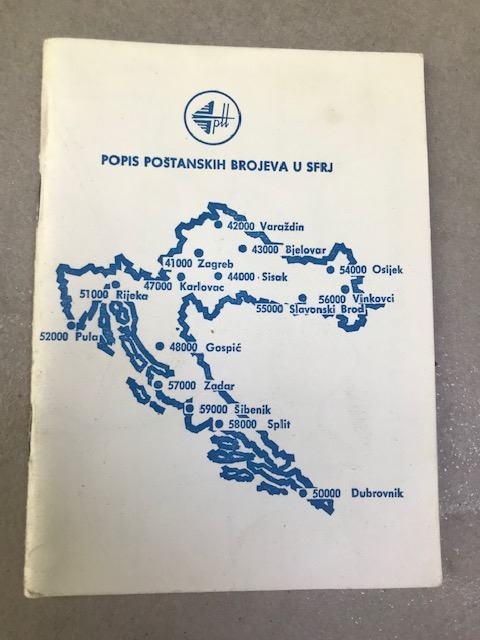 ptt
POPIS POŠTANSKIH BROJEVA U SFRJ
42000 Varaždin
43000 Bjelovar
41000 Zagreb
54000 Osijek
44000 Sisak
47000 Karlovac
51000 Rijeka
56000 Vinkovci
55000 Slavonski Brod
52000 Pula
48000 Gospić
57000 Zadar
59000 Šibenik
58000 Split
50000 Dubrovnik